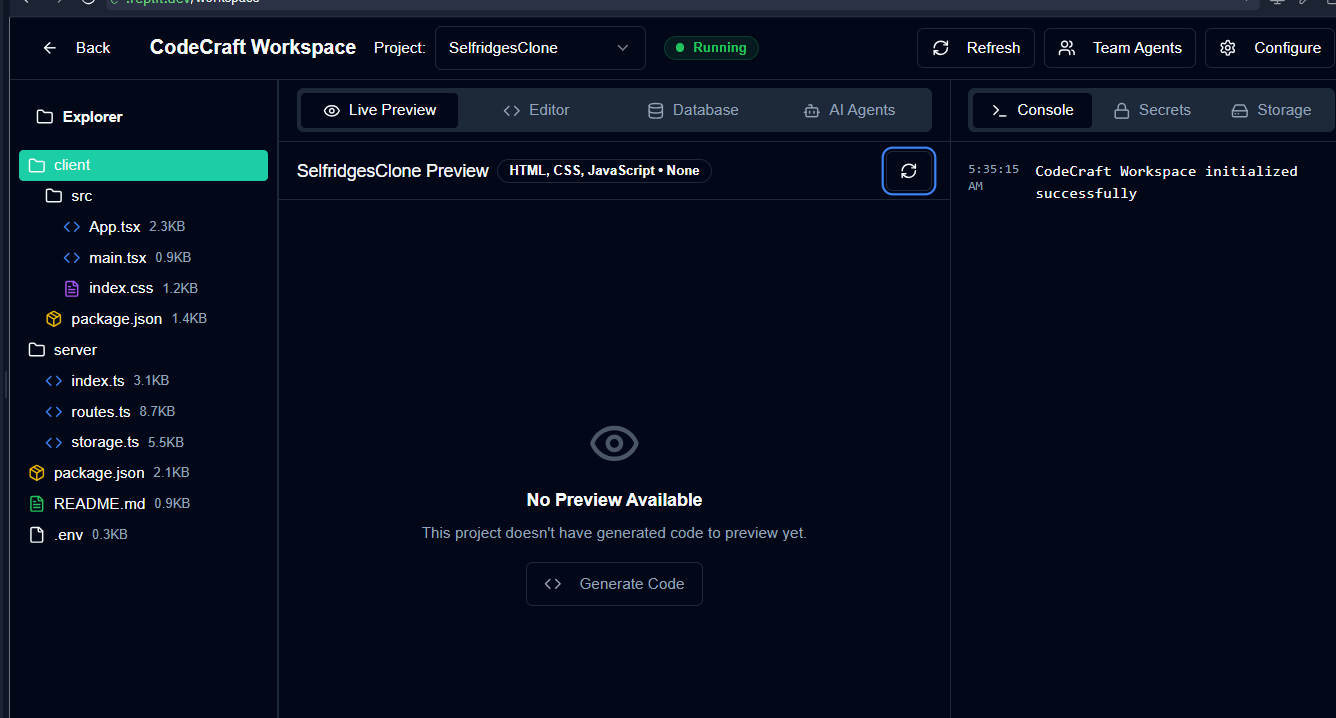 .replit.dev/workspace
Back
CodeCraft Workspace
Project:
SelfridgesClone
Running
Refresh
Team Agents
Configure
Explorer
client
src
App.tsx 2.3KB
main.tsx 0.9KB
index.css 1.2KB
package.json 1.4KB
server
index.ts 3.1KB
routes.ts 8.7KB
storage.ts 5.5KB
package.json 2.1KB
README.md 0.9KB
.env 0.3KB
Live Preview
Editor
Database
AI Agents
SelfridgesClone Preview
HTML, CSS, JavaScript • None
No Preview Available
This project doesn't have generated code to preview yet.
Generate Code
Console
Secrets
Storage
5:35:15
AM
CodeCraft Workspace initialized
successfully